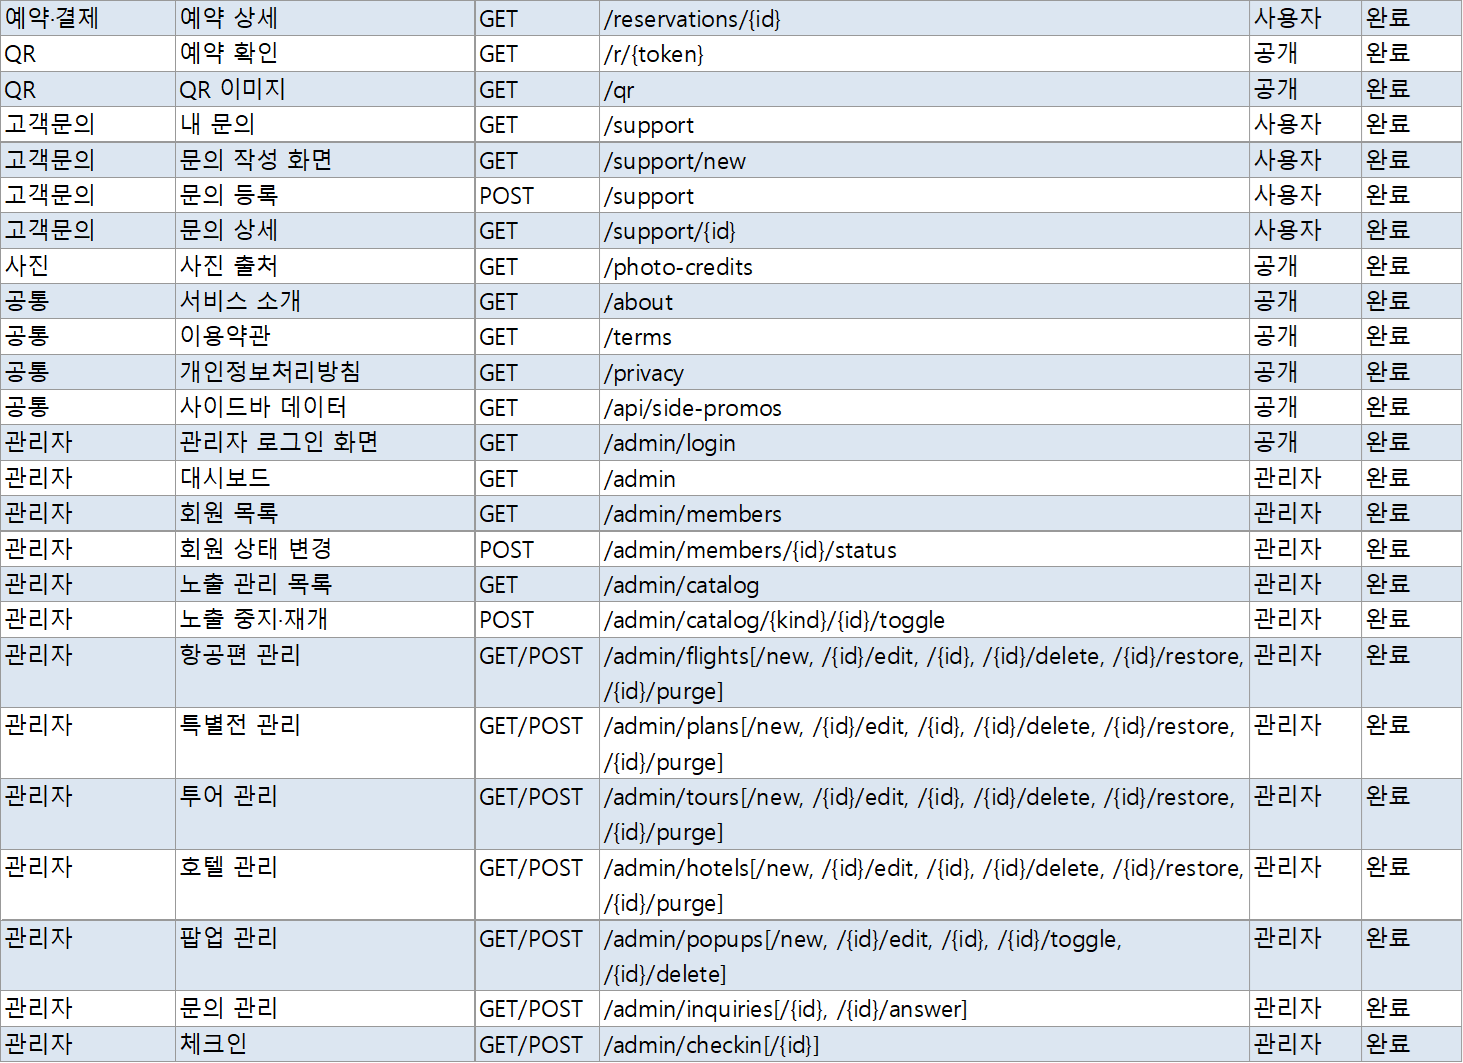 예약·결제 예약 상세 GET /reservations/{id} 사용자 완료
QR 예약 확인 GET /r/{token} 공개 완료
QR QR 이미지 GET /qr 공개 완료
고객문의 내 문의 GET /support 사용자 완료
고객문의 문의 작성 화면 GET /support/new 사용자 완료
고객문의 문의 등록 POST /support 사용자 완료
고객문의 문의 상세 GET /support/{id} 사용자 완료
사진 사진 출처 GET /photo-credits 공개 완료
공통 서비스 소개 GET /about 공개 완료
공통 이용약관 GET /terms 공개 완료
공통 개인정보처리방침 GET /privacy 공개 완료
공통 사이드바 데이터 GET /api/side-promos 공개 완료
관리자 관리자 로그인 화면 GET /admin/login 공개 완료
관리자 대시보드 GET /admin 관리자 완료
관리자 회원 목록 GET /admin/members 관리자 완료
관리자 회원 상태 변경 POST /admin/members/{id}/status 관리자 완료
관리자 노출 관리 목록 GET /admin/catalog 관리자 완료
관리자 노출 중지·재개 POST /admin/catalog/{kind}/{id}/toggle 관리자 완료
관리자 항공편 관리 GET/POST /admin/flights[/new, /{id}/edit, /{id}, /{id}/delete, /{id}/restore, 관리자 완료
/{id}/purge]
관리자 특별전 관리 GET/POST /admin/plans[/new, /{id}/edit, /{id}, /{id}/delete, /{id}/restore, 관리자 완료
/{id}/purge]
관리자 투어 관리 GET/POST /admin/tours[/new, /{id}/edit, /{id}, /{id}/delete, /{id}/restore, 관리자 완료
/{id}/purge]
관리자 호텔 관리 GET/POST /admin/hotels[/new, /{id}/edit, /{id}, /{id}/delete, /{id}/restore, 관리자 완료
/{id}/purge]
관리자 팝업 관리 GET/POST /admin/popups[/new, /{id}/edit, /{id}, /{id}/toggle, 관리자 완료
/{id}/delete]
관리자 문의 관리 GET/POST /admin/inquiries[/{id}, /{id}/answer] 관리자 완료
관리자 체크인 GET/POST /admin/checkin[/{id}] 관리자 완료